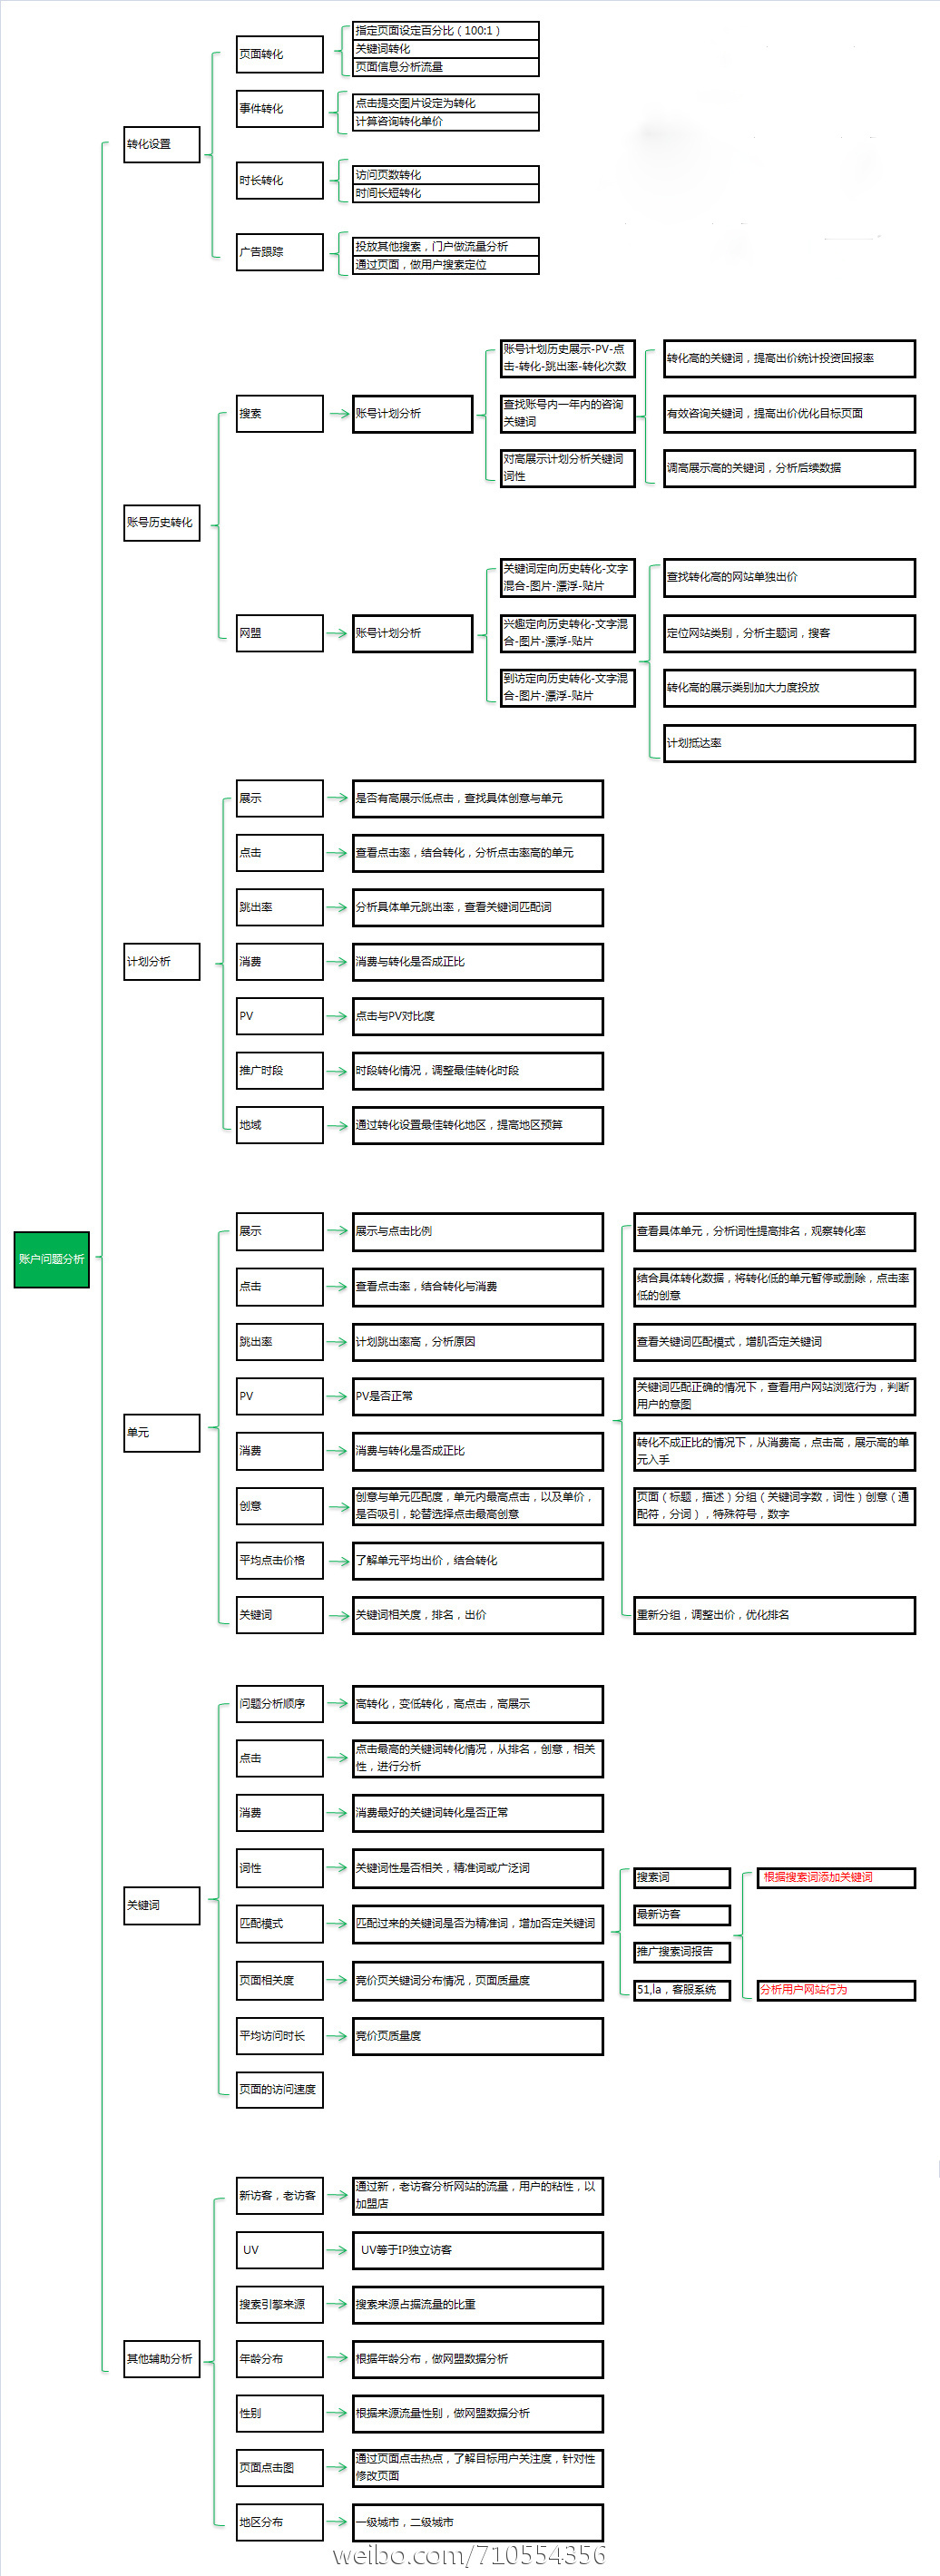 账户问题分析
转化设置
页面转化
指定页面设定百分比（100:1）
关键词转化
页面信息分析流量
事件转化
点击提交图片设定为转化
计算咨询转化单价
时长转化
访问页数转化
时间长短转化
广告跟踪
投放其他搜索，门户做流量分析
通过页面，做用户搜索定位
账号历史转化
搜索
账号计划分析
账号计划历史展示-PV-点
击-转化-跳出率-转化次数
查找账号内一年内的咨询
关键词
对高展示计划分析关键词
词性
转化高的关键词，提高出价统计投资回报率
有效咨询关键词，提高出价优化目标页面
调高展示高的关键词，分析后续数据
网盟
账号计划分析
关键词定向历史转化-文字
混合-图片-漂浮-贴片
兴趣定向历史转化-文字混
合-图片-漂浮-贴片
到访定向历史转化-文字混
合-图片-漂浮-贴片
查找转化高的网站单独出价
定位网站类别，分析主题词，搜客
转化高的展示类别加大力度投放
计划抵达率
计划分析
展示
是否有高展示低点击，查找具体创意与单元
点击
查看点击率，结合转化，分析点击率高的单元
跳出率
分析具体单元跳出率，查看关键词匹配词
消费
消费与转化是否成正比
PV
点击与PV对比度
推广时段
时段转化情况，调整最佳转化时段
地域
通过转化设置最佳转化地区，提高地区预算
单元
展示
展示与点击比例
点击
查看点击率，结合转化与消费
跳出率
计划跳出率高，分析原因
PV
PV是否正常
消费
消费与转化是否成正比
创意
创意与单元匹配度，单元内最高点击，以及单价，
是否吸引，轮替选择点击最高创意
平均点击价格
了解单元平均出价，结合转化
关键词
关键词相关度，排名，出价
查看具体单元，分析词性提高排名，观察转化率
结合具体转化数据，将转化低的单元暂停或删除，点击率
低的创意
查看关键词匹配模式，增肌否定关键词
关键词匹配正确的情况下，查看用户网站浏览行为，判断
用户的意图
转化不成正比的情况下，从消费高，点击高，展示高的单
元入手
页面（标题，描述）分组（关键词字数，词性）创意（通
配符，分词），特殊符号，数字
重新分组，调整出价，优化排名
关键词
问题分析顺序
高转化，变低转化，高点击，高展示
点击
点击最高的关键词转化情况，从排名，创意，相关
性，进行分析
消费
消费最好的关键词转化是否正常
词性
关键词性是否相关，精准词或广泛词
匹配模式
匹配过来的关键词是否为精准词，增加否定关键词
页面相关度
竞价页关键词分布情况，页面质量度
平均访问时长
竞价页质量度
页面的访问速度
搜索词
最新访客
推广搜索词报告
51,la，客服系统
根据搜索词添加关键词
分析用户网站行为
其他辅助分析
新访客，老访客
通过新，老访客分析网站的流量，用户的粘性，以
加盟店
UV
UV等于IP独立访客
搜索引擎来源
搜索来源占据流量的比重
年龄分布
根据年龄分布，做网盟数据分析
性别
根据来源流量性别，做网盟数据分析
页面点击图
通过页面点击热点，了解目标用户关注度，针对性
修改页面
地区分布
一级城市，二级城市
weibo.com/710554356